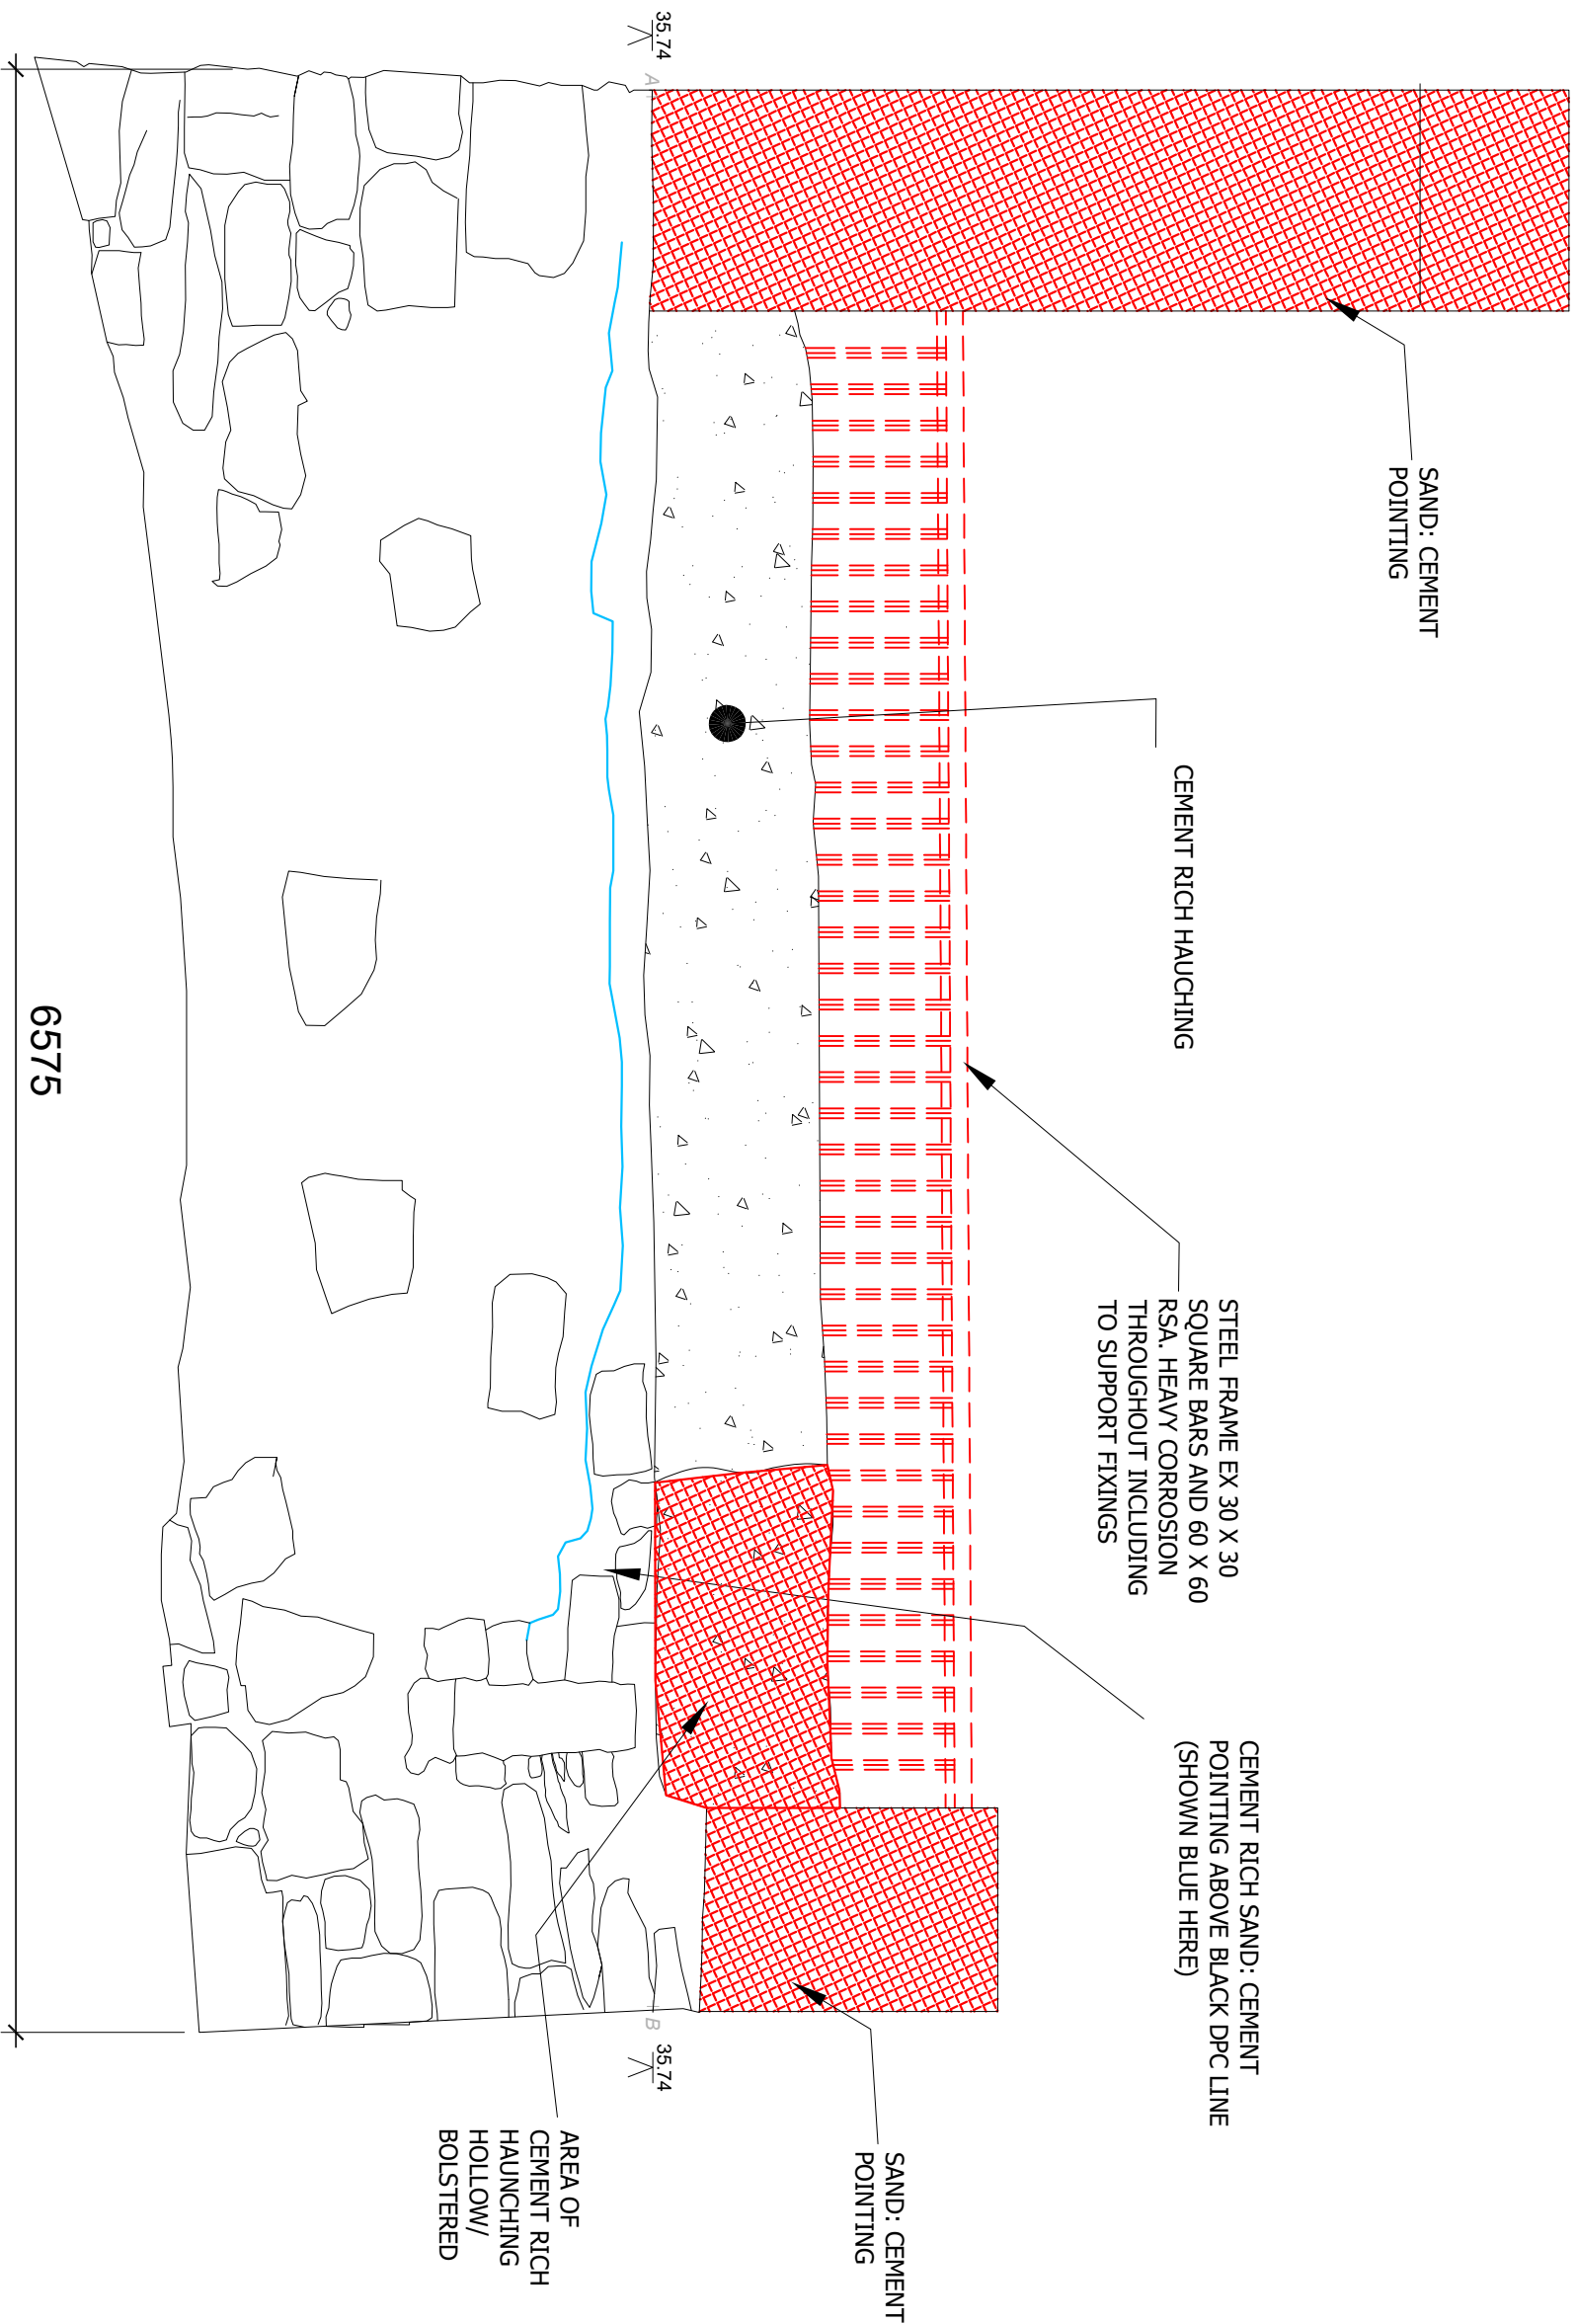 SAND: CEMENT
POINTING
CEMENT RICH HAUCHING
STEEL FRAME EX 30 X 30
SQUARE BARS AND 60 X 60
RSA. HEAVY CORROSION
THROUGHOUT INCLUDING
TO SUPPORT FIXINGS
CEMENT RICH SAND: CEMENT
POINTING ABOVE BLACK DPC LINE
(SHOWN BLUE HERE)
SAND: CEMENT
POINTING
35.74
A
B
35.74
AREA OF
CEMENT RICH
HAUNCHING
HOLLOW/
BOLSTERED
6575